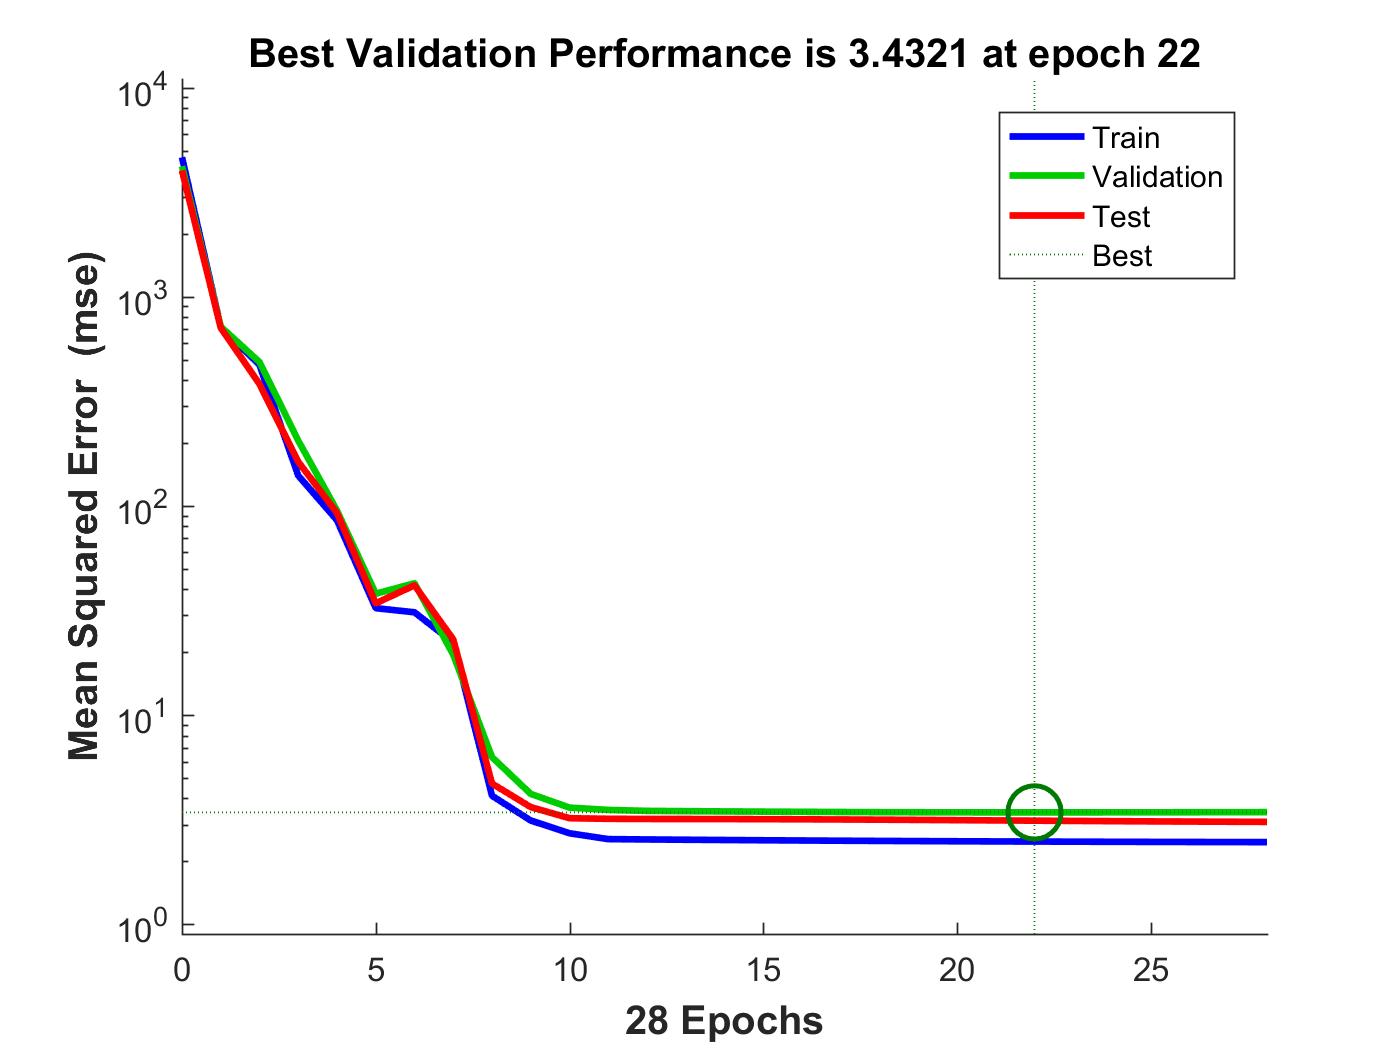 Best Validation Performance is 3.4321 at epoch 22
10^4
10^3
10^2
10^1
10^0
Mean Squared Error (mse)
Train
Validation
Test
Best
0 5 10 15 20 25
28 Epochs